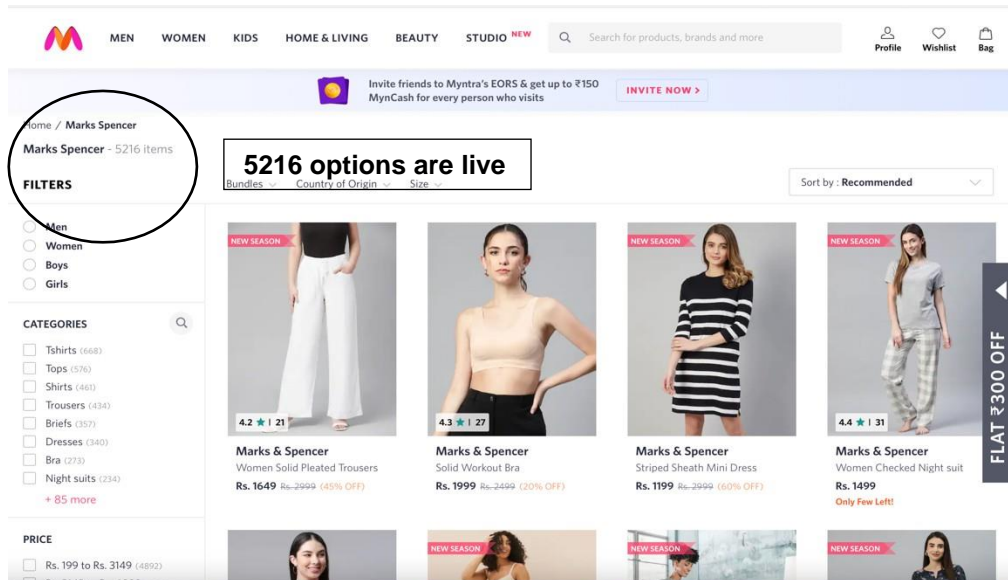 MEN WOMEN KIDS HOME & LIVING BEAUTY STUDIO NEW Search for products, brands and more Profile Wishlist Bag
Invite friends to Myntra's EORS & get up to ₹150
MynCash for every person who visits
INVITE NOW >
Home / Marks Spencer
Marks Spencer - 5216 items
5216 options are live
FILTERS
Bundles Country of Origin Size
Sort by : Recommended
Men
Women
Boys
Girls
CATEGORIES
Tshirts (668)
Tops (576)
Shirts (461)
Trousers (434)
Briefs (357)
Dresses (340)
Bra (273)
Night suits (234)
+ 85 more
PRICE
Rs. 199 to Rs. 3149 (4892)
NEW SEASON
4.2 ★ | 21
Marks & Spencer
Women Solid Pleated Trousers
Rs. 1649 Rs. 2999 (45% OFF)
4.3 ★ | 27
Marks & Spencer
Solid Workout Bra
Rs. 1999 Rs. 2499 (20% OFF)
NEW SEASON
Marks & Spencer
Striped Sheath Mini Dress
Rs. 1199 Rs. 2999 (60% OFF)
NEW SEASON
4.4 ★ | 31
Marks & Spencer
Women Checked Night suit
Rs. 1499
Only Few Left!
NEW SEASON
NEW SEASON
NEW SEASON
FLAT ₹300 OFF